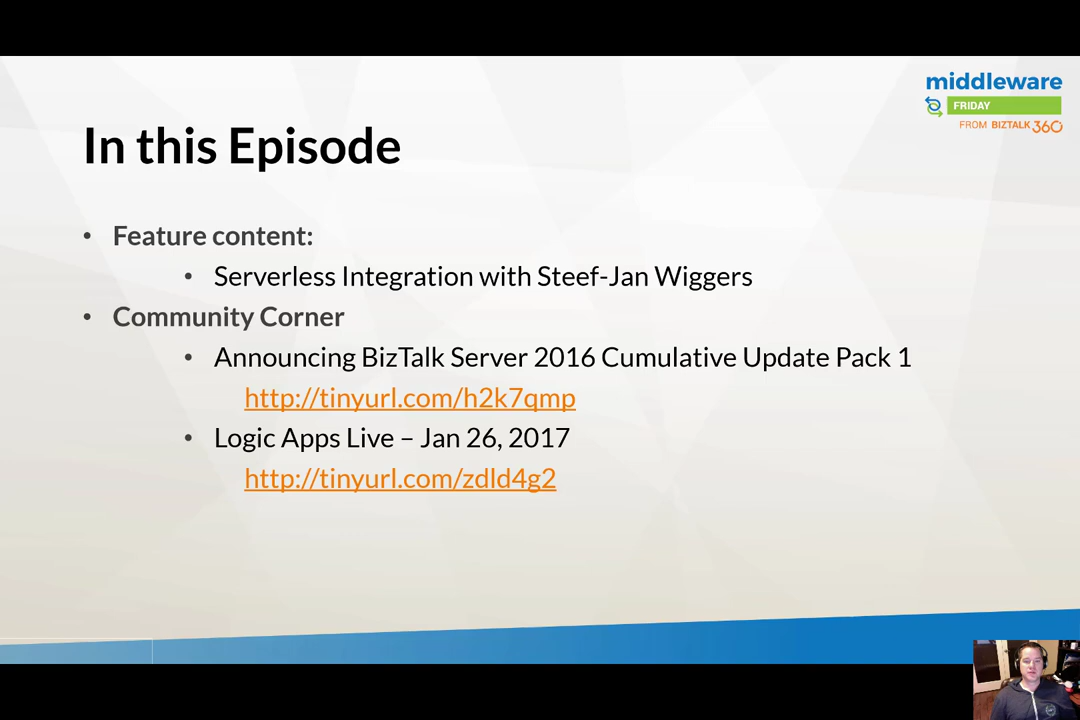 middleware
FRIDAY
FROM BIZTALK360
In this Episode
• Feature content:
• Serverless Integration with Steef-Jan Wiggers
• Community Corner
• Announcing BizTalk Server 2016 Cumulative Update Pack 1
http://tinyurl.com/h2k7qmp
• Logic Apps Live – Jan 26, 2017
http://tinyurl.com/zdld4g2